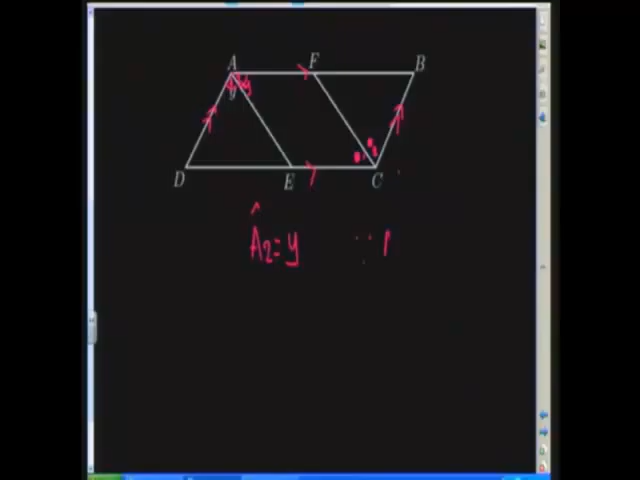 A F B
y y
D E C
Â₂ = y ∵